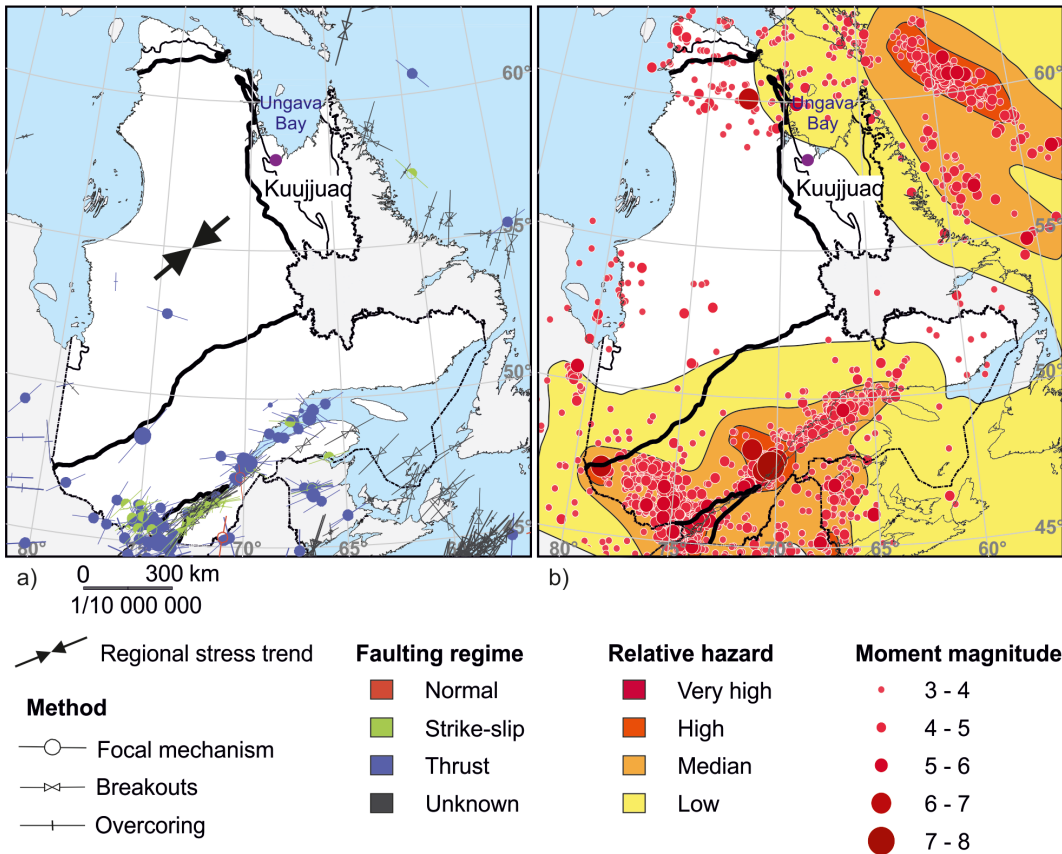 60°
Ungava
Bay
Kuujjuaq
55°
50°
45°
80°
70°
65°
a)
60°
Ungava
Bay
Kuujjuaq
55°
50°
45°
80°
75°
70°
65°
60°
b)
0 300 km
1/10 000 000
Regional stress trend
Method
Focal mechanism
Breakouts
Overcoring
Faulting regime
Normal
Strike-slip
Thrust
Unknown
Relative hazard
Very high
High
Median
Low
Moment magnitude
3 - 4
4 - 5
5 - 6
6 - 7
7 - 8